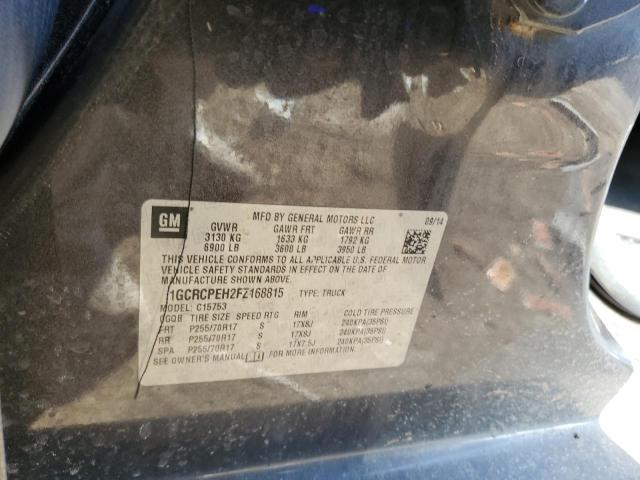 GM
MFD BY GENERAL MOTORS LLC
09/14
GVWR GAWR FRT GAWR RR
3130 KG 1633 KG 1792 KG
6900 LB 3600 LB 3950 LB
THIS VEHICLE CONFORMS TO ALL APPLICABLE U.S. FEDERAL MOTOR
VEHICLE SAFETY STANDARDS IN EFFECT ON THE DATE OF
MANUFACTURE SHOWN ABOVE.
1GCRCPEH2FZ168815 TYPE: TRUCK
MODEL: C15753
TIRE SIZE SPEED RTG RIM COLD TIRE PRESSURE
FRT P255/70R17 S 17X8J 240KPA(35PSI)
RR P255/70R17 S 17X8J 240KPA(35PSI)
SPA P255/70R17 S 17X7.5J 240KPA(35PSI)
SEE OWNER'S MANUAL FOR MORE INFORMATION.